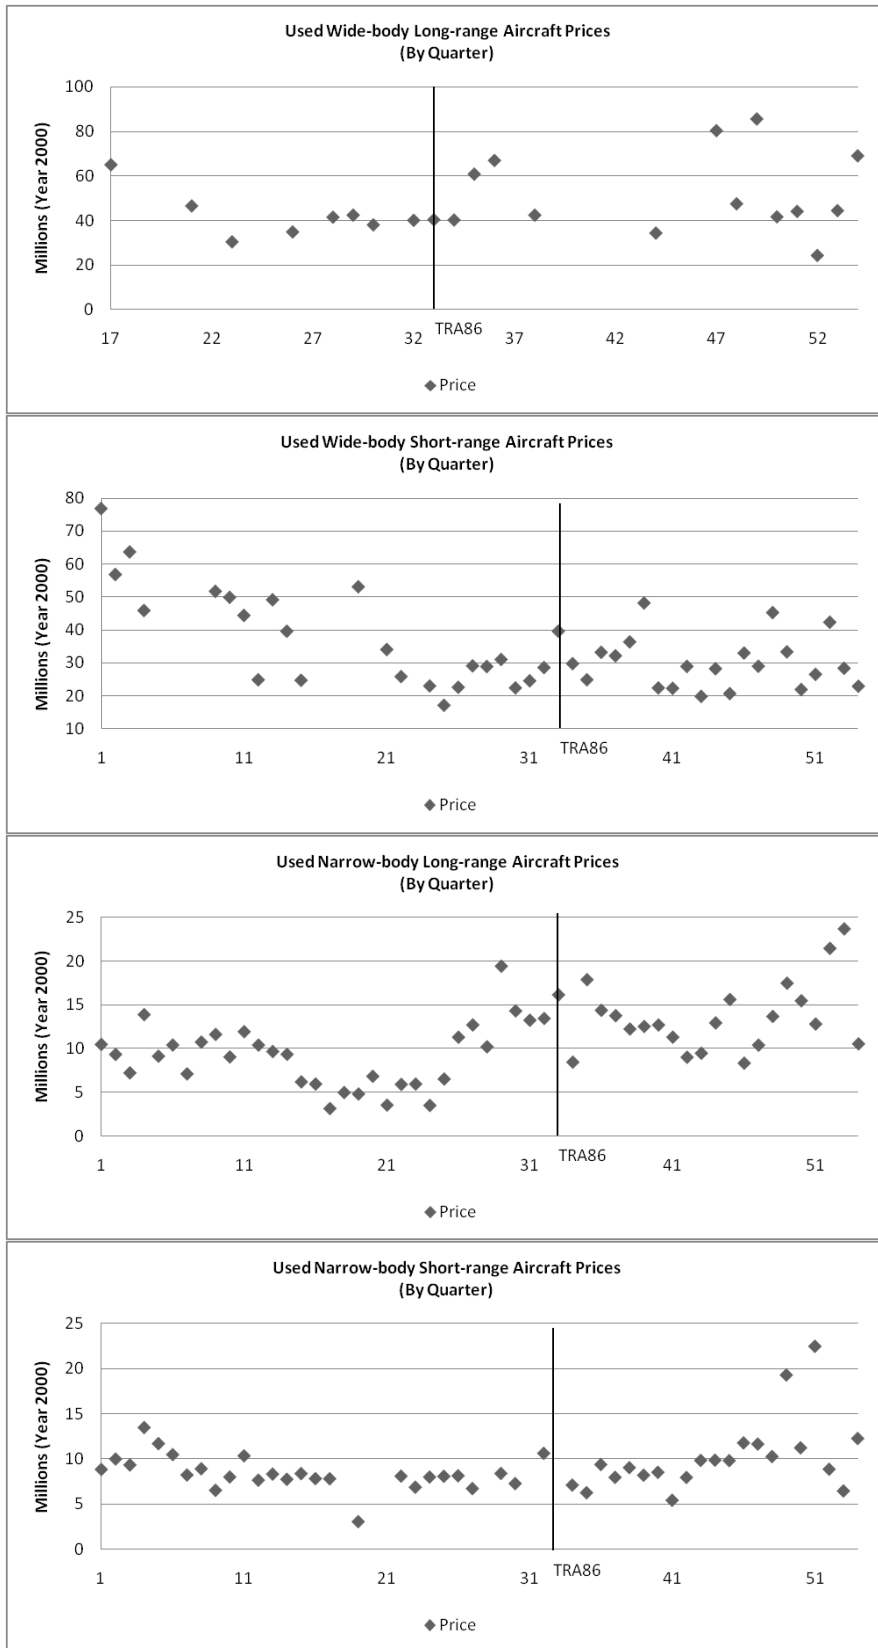 Used Wide-body Long-range Aircraft Prices
(By Quarter)
Millions (Year 2000)
100
80
60
40
20
0
17 22 27 32 TRA86 37 42 47 52
Price
Used Wide-body Short-range Aircraft Prices
(By Quarter)
Millions (Year 2000)
80
70
60
50
40
30
20
10
1 11 21 31 TRA86 41 51
Price
Used Narrow-body Long-range Aircraft Prices
(By Quarter)
Millions (Year 2000)
25
20
15
10
5
0
1 11 21 31 TRA86 41 51
Price
Used Narrow-body Short-range Aircraft Prices
(By Quarter)
Millions (Year 2000)
25
20
15
10
5
0
1 11 21 31 TRA86 41 51
Price